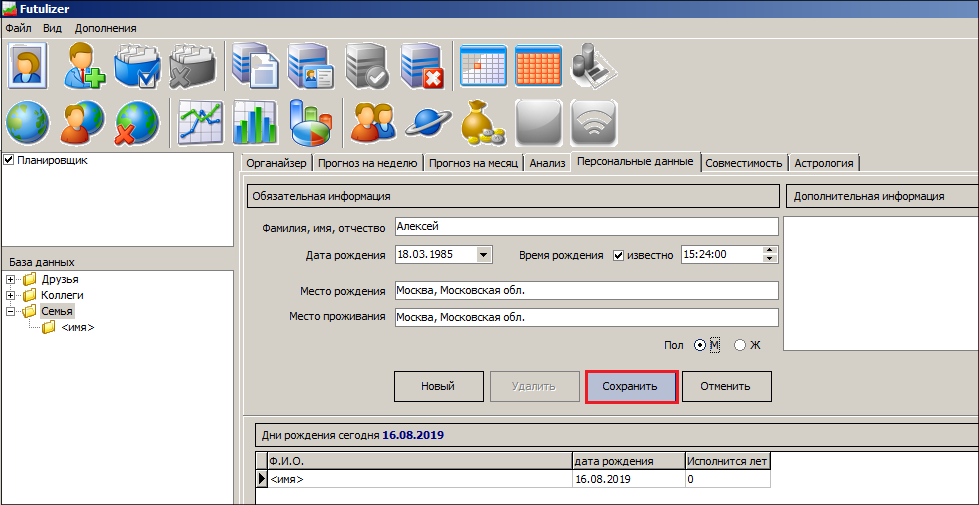 Futulizer
Файл Вид Дополнения
Планировщик
База данных
Друзья
Коллеги
Семья
<имя>
Органайзер Прогноз на неделю Прогноз на месяц Анализ Персональные данные Совместимость Астрология
Обязательная информация Дополнительная информация
Фамилия, имя, отчество Алексей
Дата рождения 18.03.1985 Время рождения известно 15:24:00
Место рождения Москва, Московская обл.
Место проживания Москва, Московская обл.
Пол М Ж
Новый Удалить Сохранить Отменить
Дни рождения сегодня 16.08.2019
Ф.И.О. дата рождения Исполнится лет
<имя> 16.08.2019 0